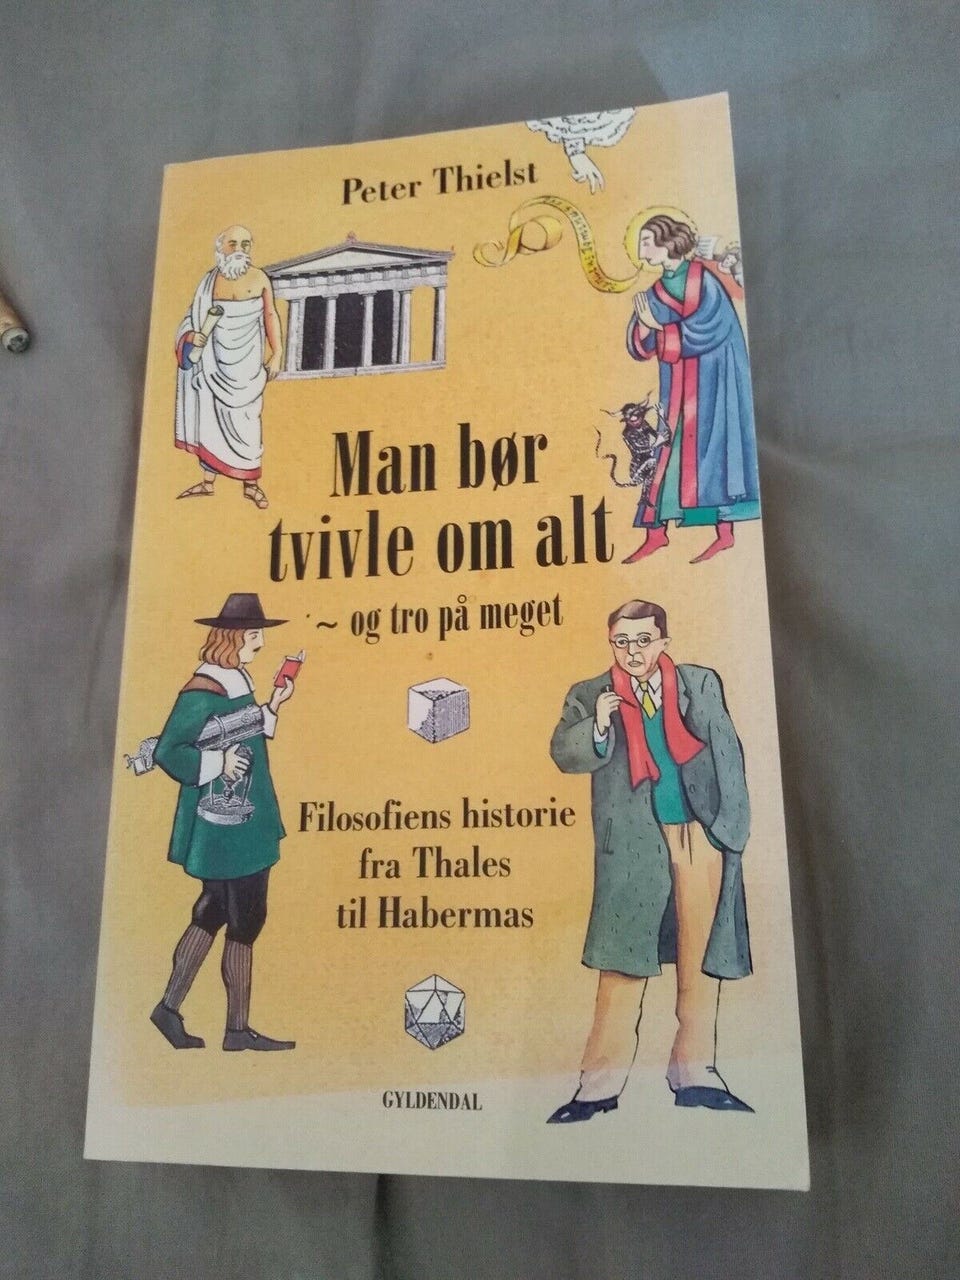 Peter Thielst
Man bør
tvivle om alt
~ og tro på meget
Filosofiens historie
fra Thales
til Habermas
GYLDENDAL